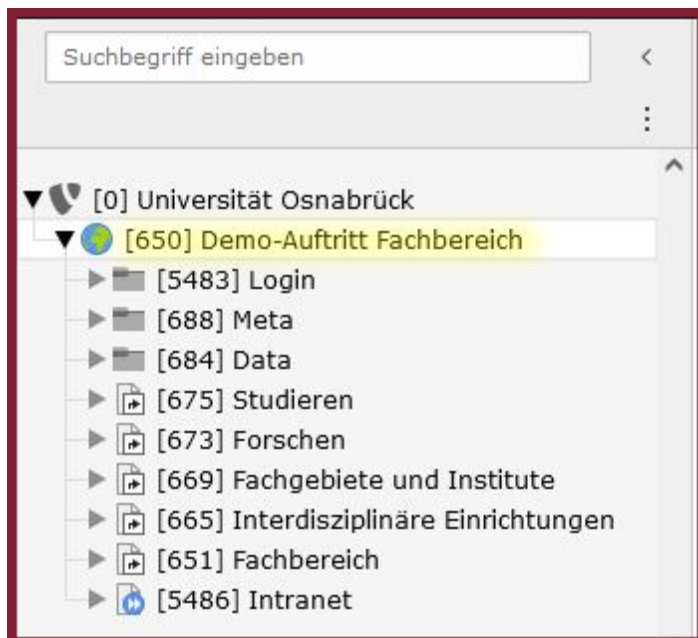 Suchbegriff eingeben
[0] Universität Osnabrück
[650] Demo-Auftritt Fachbereich
[5483] Login
[688] Meta
[684] Data
[675] Studieren
[673] Forschen
[669] Fachgebiete und Institute
[665] Interdisziplinäre Einrichtungen
[651] Fachbereich
[5486] Intranet